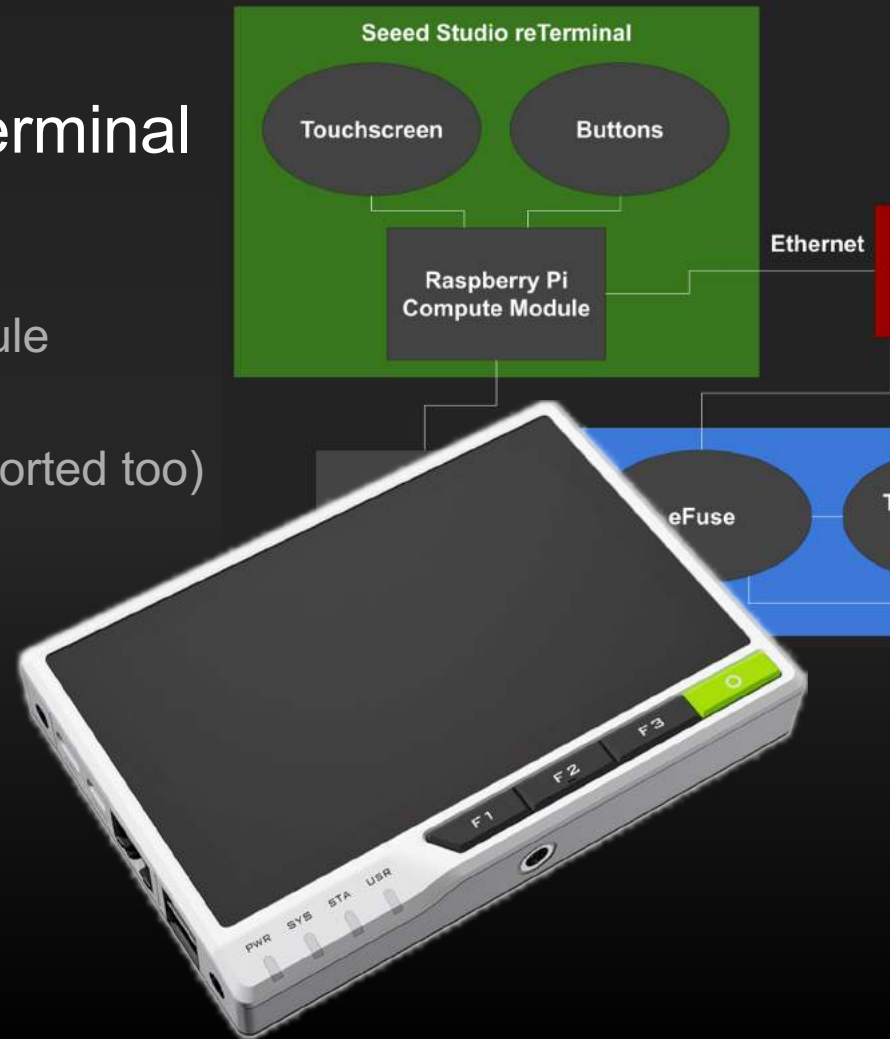 erminal
ule
orted too)
Seeed Studio reTerminal
Touchscreen
Buttons
Raspberry Pi
Compute Module
Ethernet
eFuse
T
F1
F2
F3
O
PWR
SYS
STA
USR